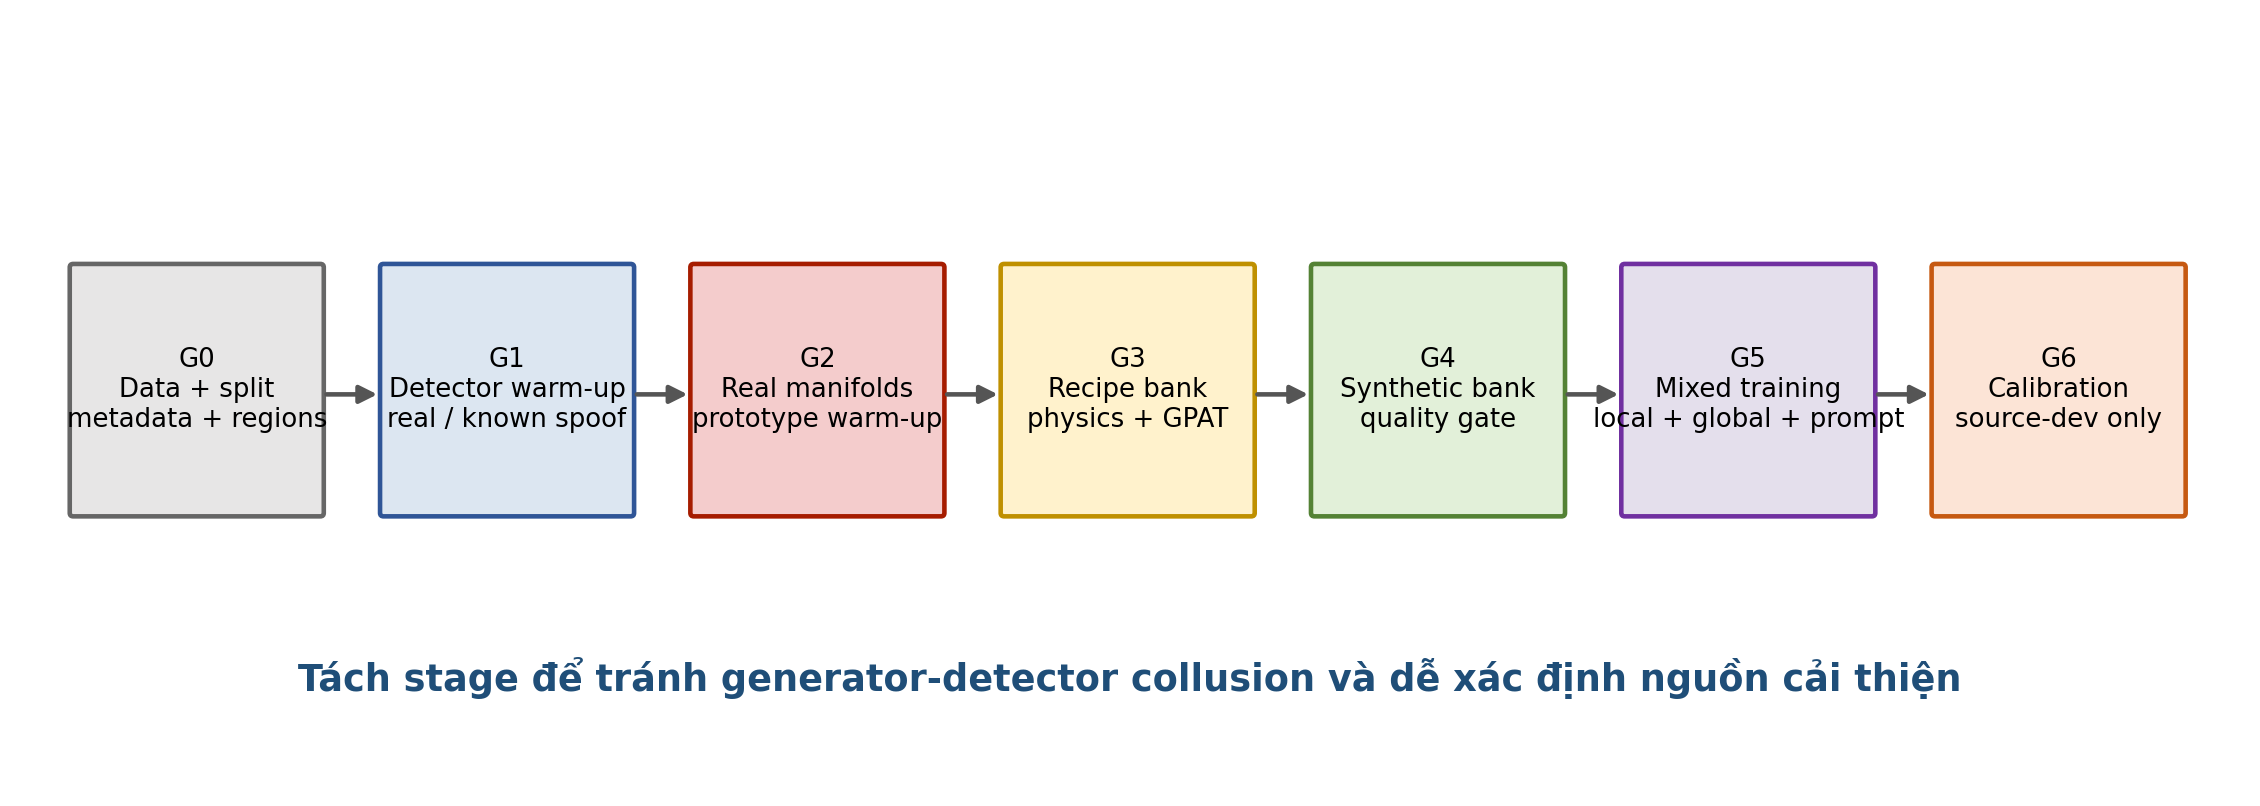 G0
Data + split
metadata + regions
G1
Detector warm-up
real / known spoof
G2
Real manifolds
prototype warm-up
G3
Recipe bank
physics + GPAT
G4
Synthetic bank
quality gate
G5
Mixed training
local + global + prompt
G6
Calibration
source-dev only
Tách stage để tránh generator-detector collusion và dễ xác định nguồn cải thiện